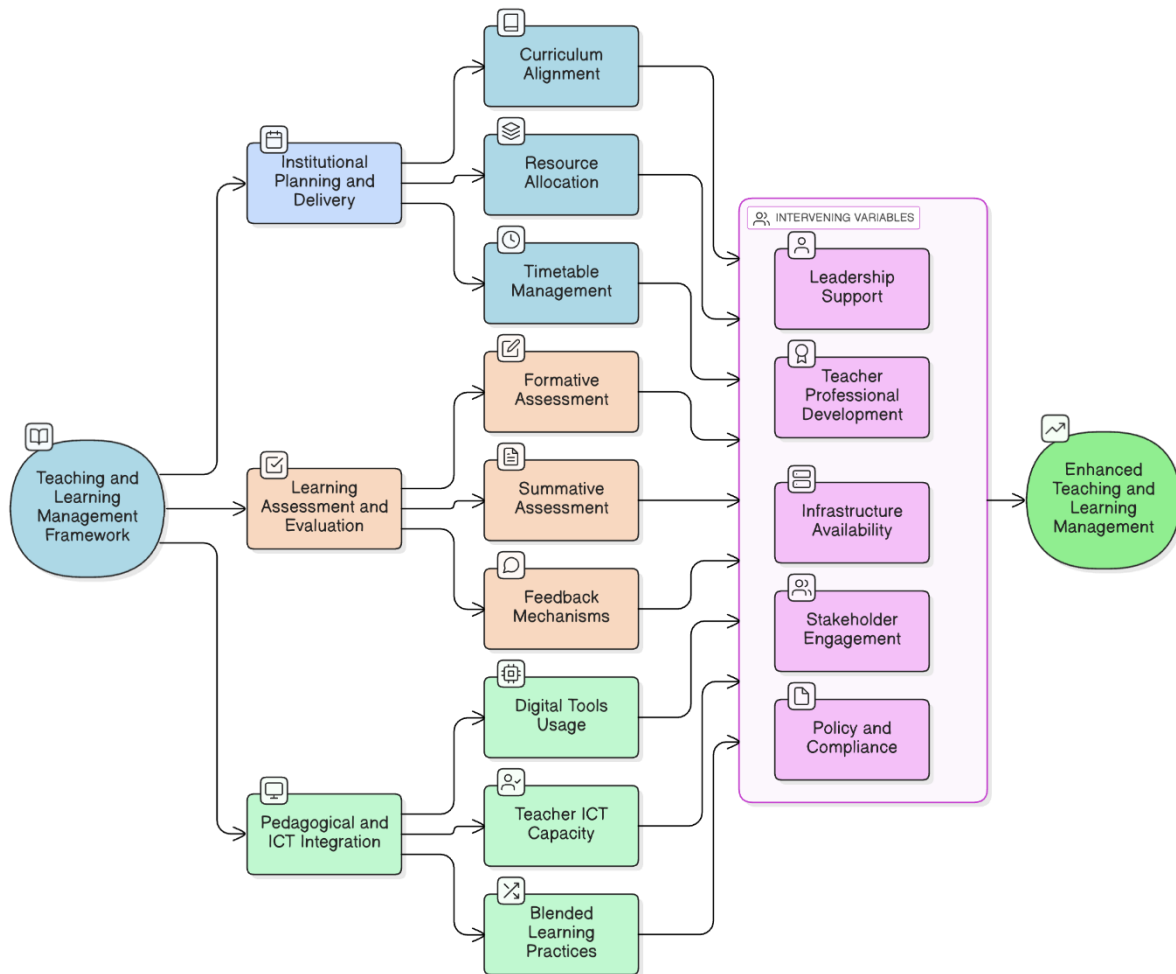 Curriculum
Alignment
Institutional
Planning and
Delivery
Resource
Allocation
Timetable
Management
Teaching and
Learning
Management
Framework
Learning
Assessment and
Evaluation
Formative
Assessment
Summative
Assessment
Feedback
Mechanisms
Pedagogical and
ICT Integration
Digital Tools
Usage
Teacher ICT
Capacity
Blended
Learning
Practices
INTERVENING VARIABLES
Leadership
Support
Teacher
Professional
Development
Infrastructure
Availability
Stakeholder
Engagement
Policy and
Compliance
Enhanced
Teaching and
Learning
Management